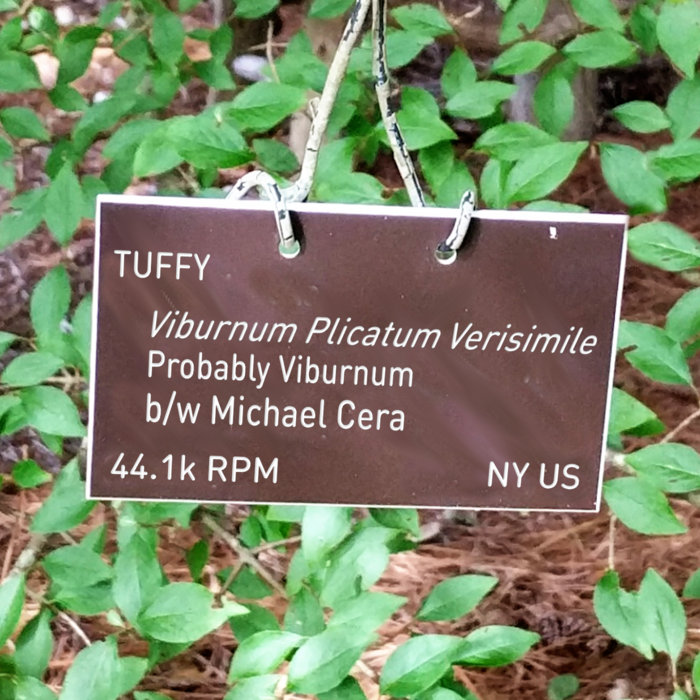 TUFFY
Viburnum Plicatum Verisimile
Probably Viburnum
b/w Michael Cera
44.1k RPM
NY US